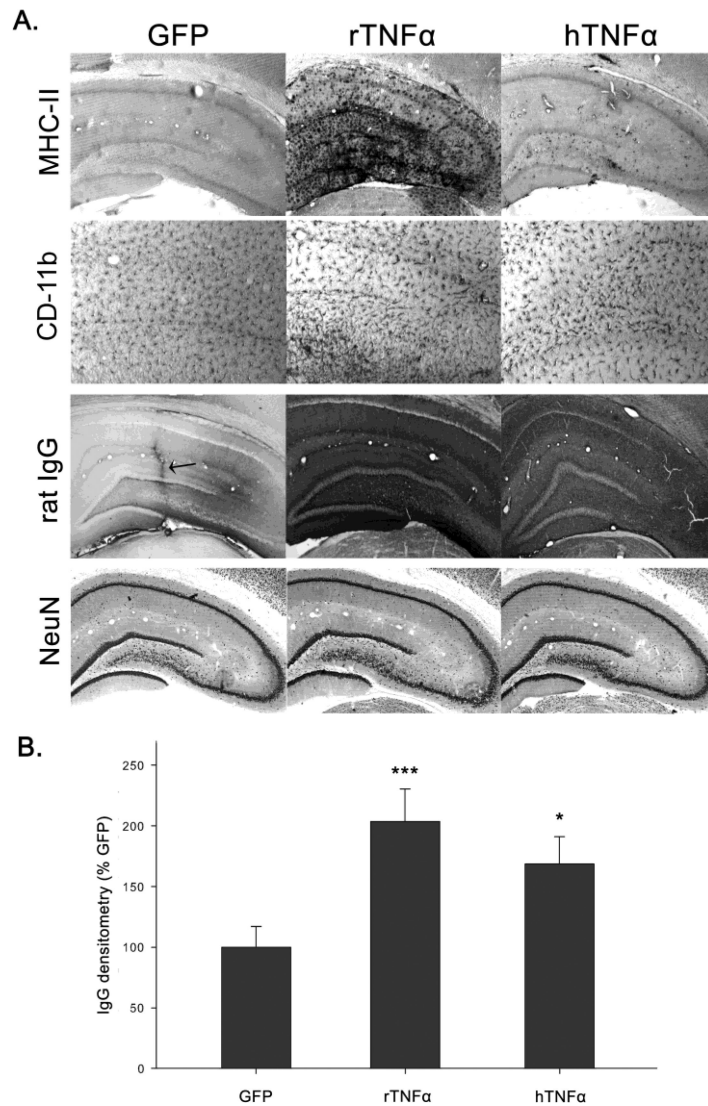 A.
GFP rTNFα hTNFα
MHC-II
CD-11b
rat IgG
NeuN
B.
IgG densitometry (% GFP)
250
200
150
100
50
0
***
*
GFP rTNFα hTNFα